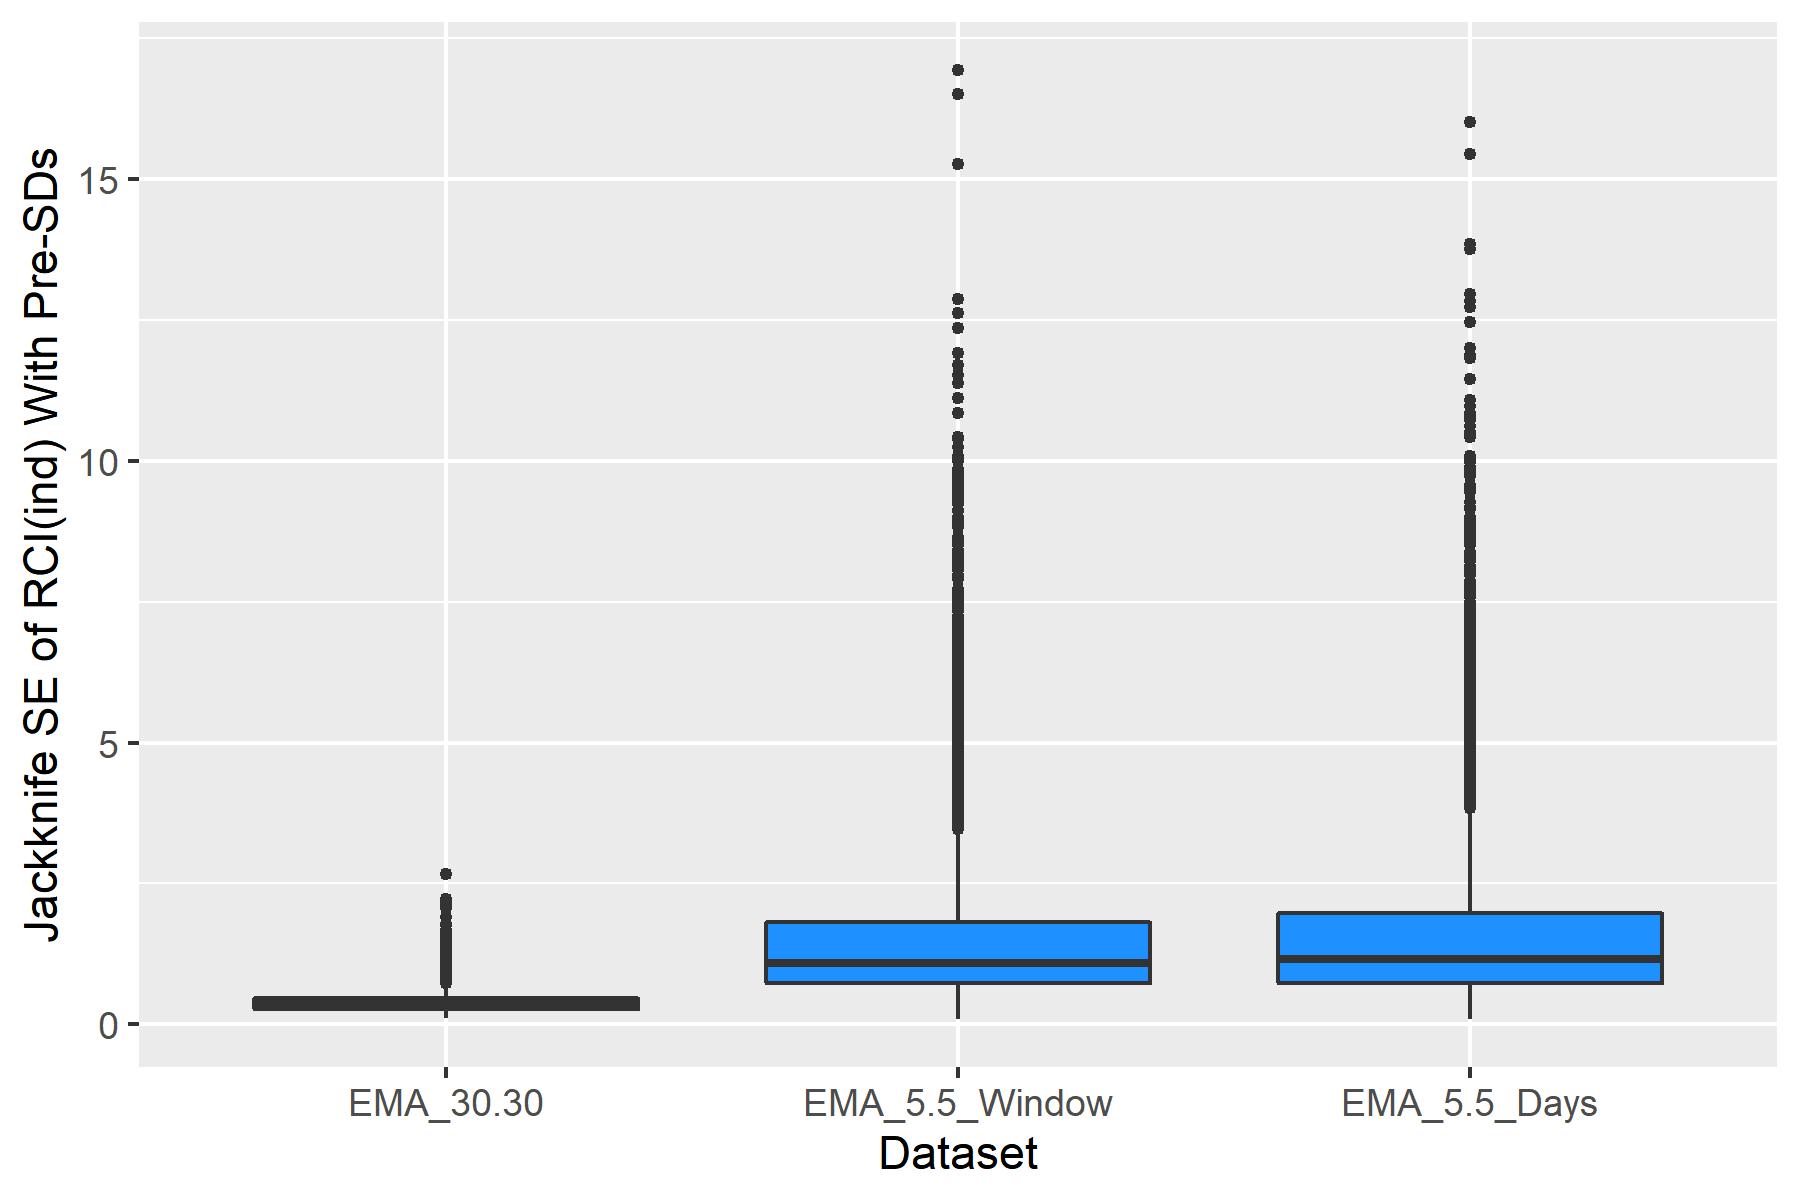 Jackknife SE of RCI(ind) With Pre-SDs
15
10
5
0
EMA_30.30
EMA_5.5_Window
EMA_5.5_Days
Dataset